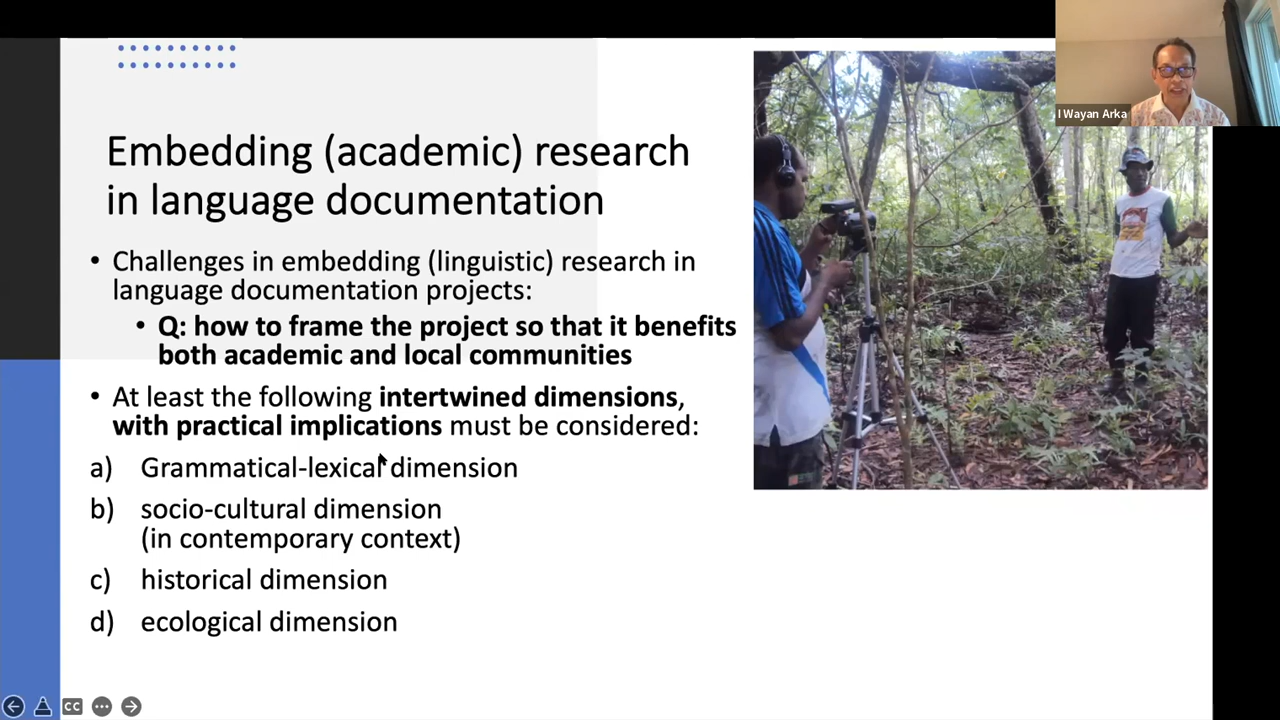 Embedding (academic) research
in language documentation
• Challenges in embedding (linguistic) research in
language documentation projects:
• Q: how to frame the project so that it benefits
both academic and local communities
• At least the following intertwined dimensions,
with practical implications must be considered:
a) Grammatical-lexical dimension
b) socio-cultural dimension
(in contemporary context)
c) historical dimension
d) ecological dimension
I Wayan Arka
CC